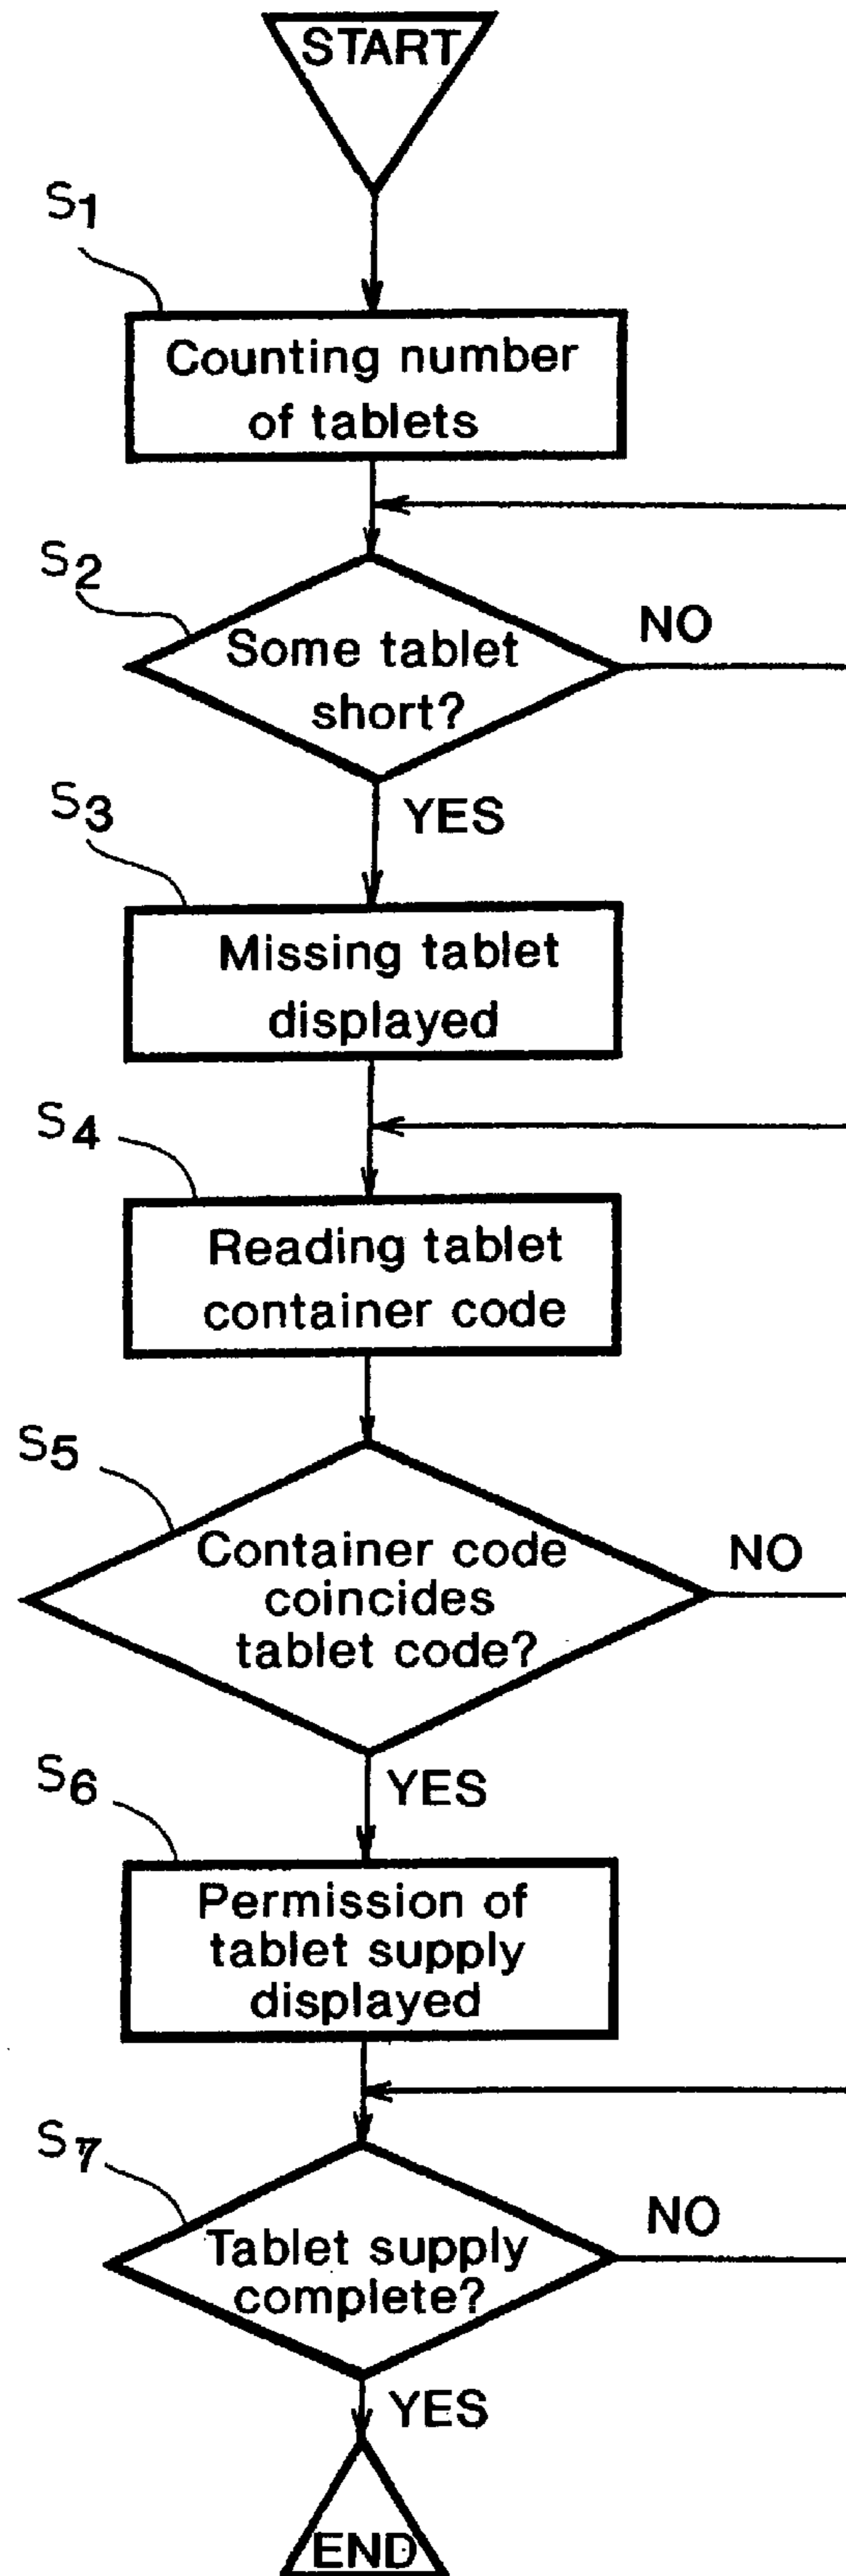 START
S1
Counting number
of tablets
S2
Some tablet
short?
NO
YES
S3
Missing tablet
displayed
S4
Reading tablet
container code
S5
Container code
coincides
tablet code?
NO
YES
S6
Permission of
tablet supply
displayed
S7
Tablet supply
complete?
NO
YES
END